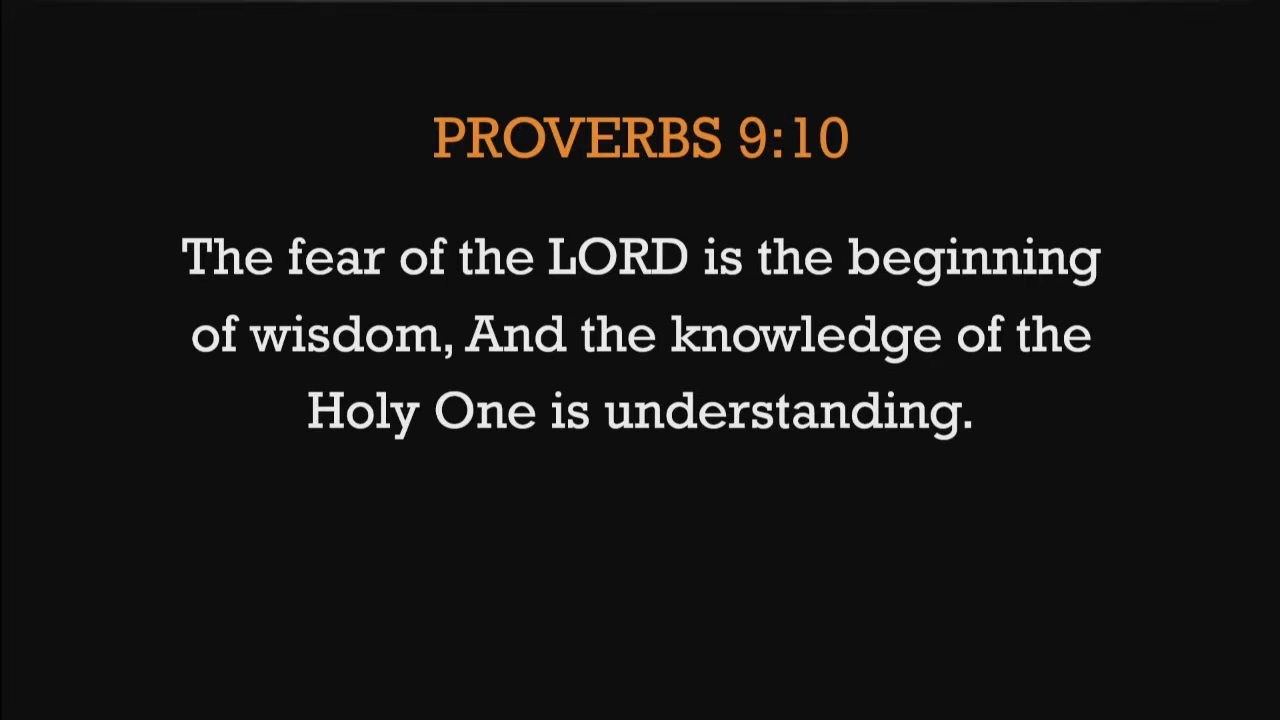 PROVERBS 9:10
The fear of the LORD is the beginning
of wisdom, And the knowledge of the
Holy One is understanding.